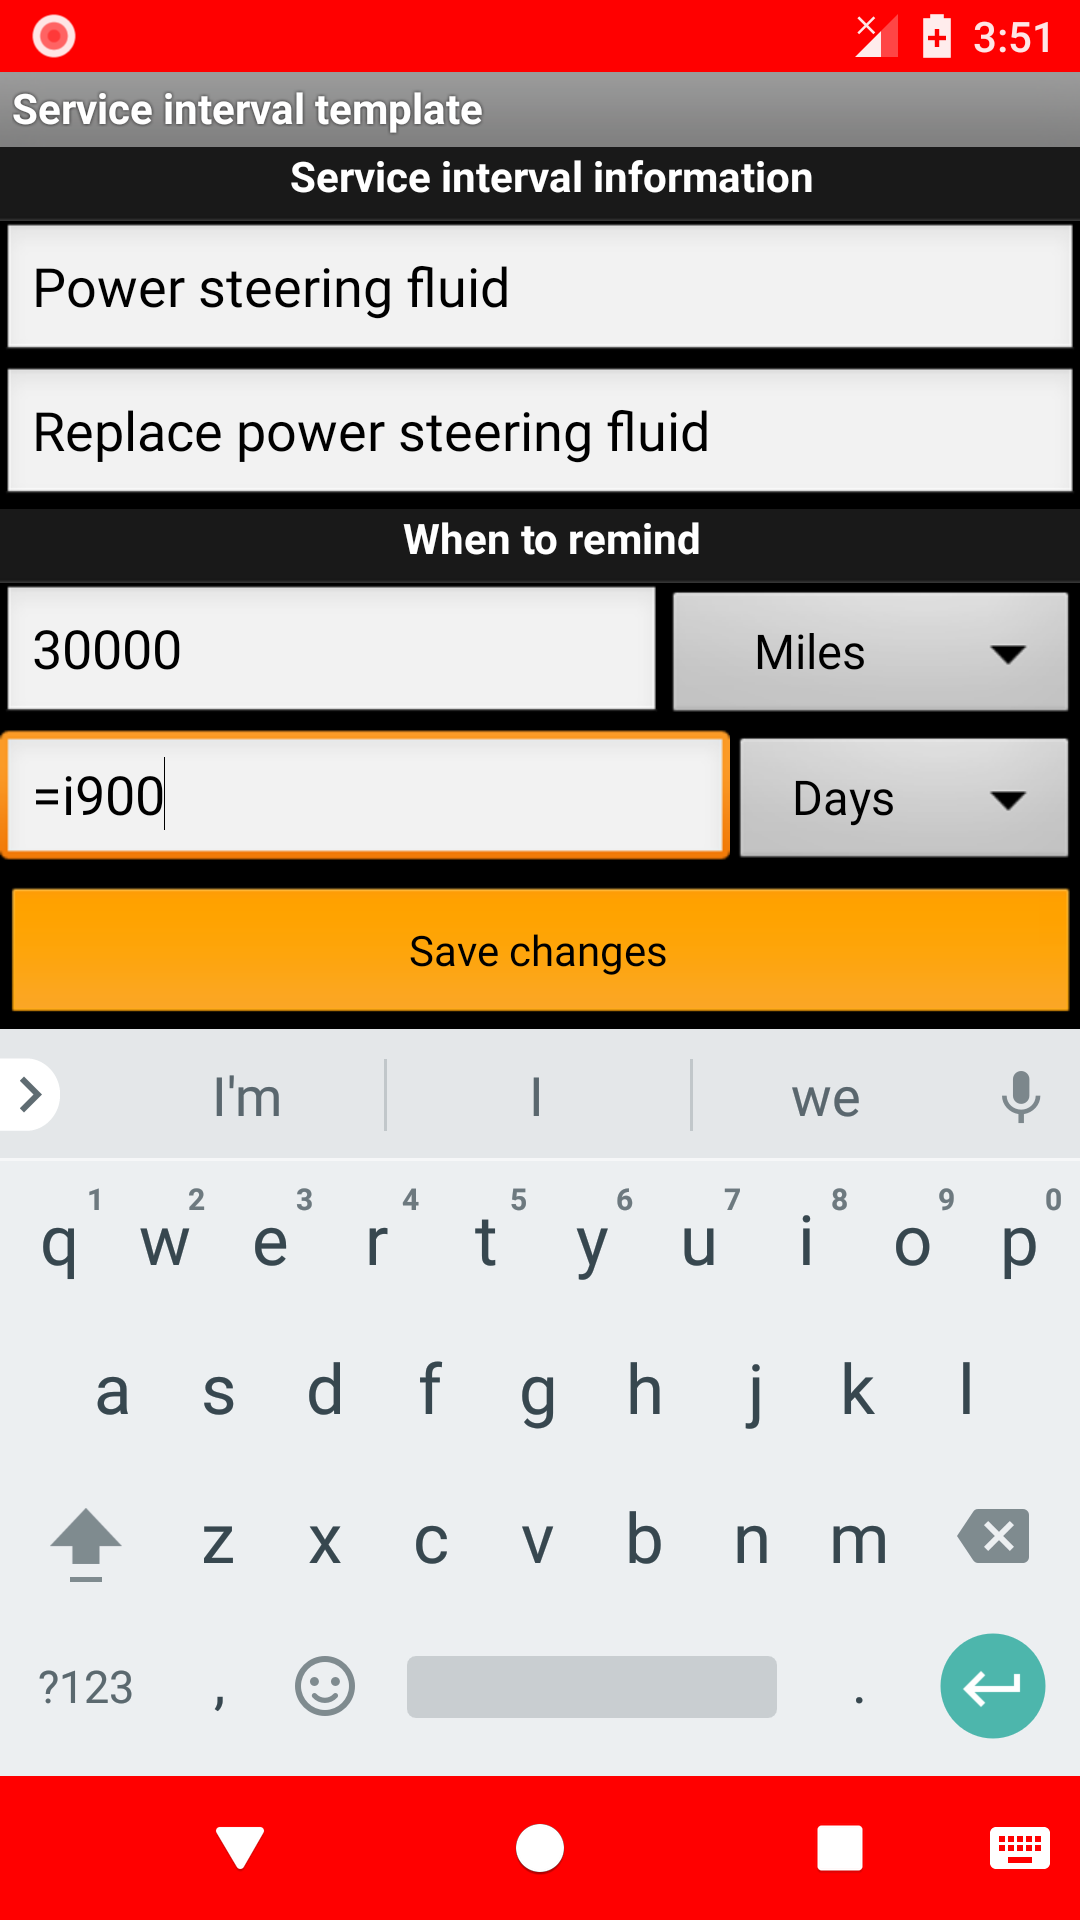 3:51
Service interval template
Service interval information
Power steering fluid
Replace power steering fluid
When to remind
30000
Miles
=i900
Days
Save changes
I'm I we
1 2 3 4 5 6 7 8 9 0
q w e r t y u i o p
a s d f g h j k l
z x c v b n m
?123 , .